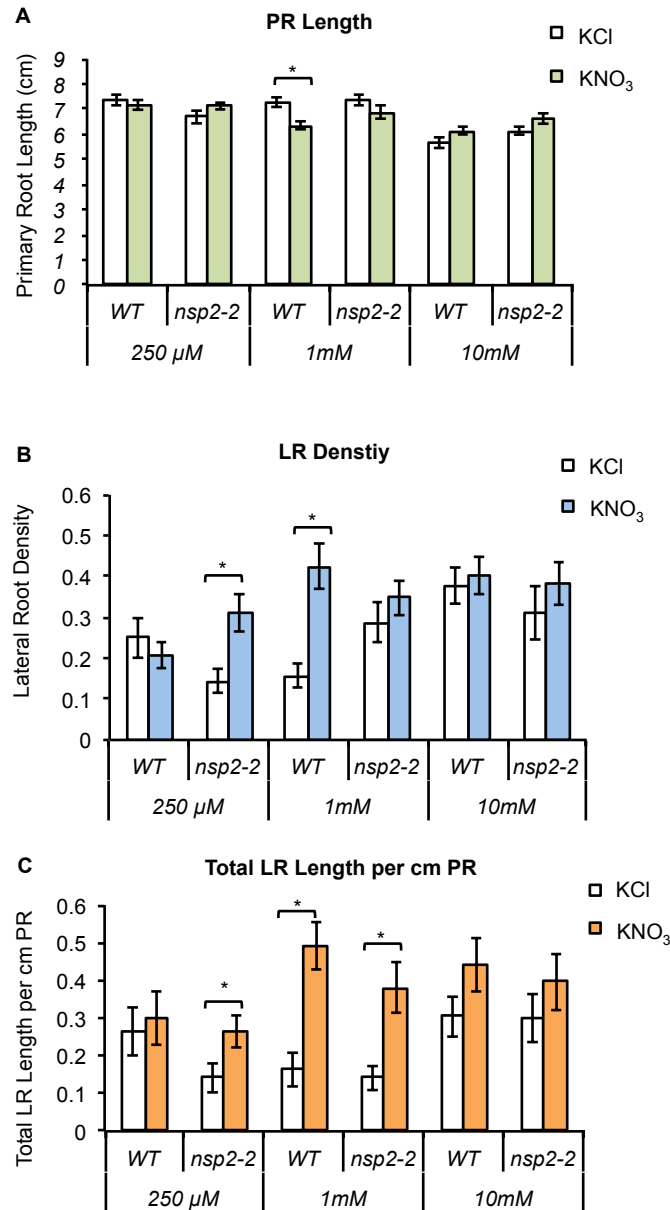 A
PR Length
KCl
KNO₃
Primary Root Length (cm)
9
8
7
6
5
4
3
2
1
0
*
WT nsp2-2 WT nsp2-2 WT nsp2-2
250 µM 1mM 10mM
B
LR Denstiy
KCl
KNO₃
Lateral Root Density
0.6
0.5
0.4
0.3
0.2
0.1
0
*
*
WT nsp2-2 WT nsp2-2 WT nsp2-2
250 µM 1mM 10mM
C
Total LR Length per cm PR
KCl
KNO₃
Total LR Length per cm PR
0.6
0.5
0.4
0.3
0.2
0.1
0
*
*
*
WT nsp2-2 WT nsp2-2 WT nsp2-2
250 µM 1mM 10mM